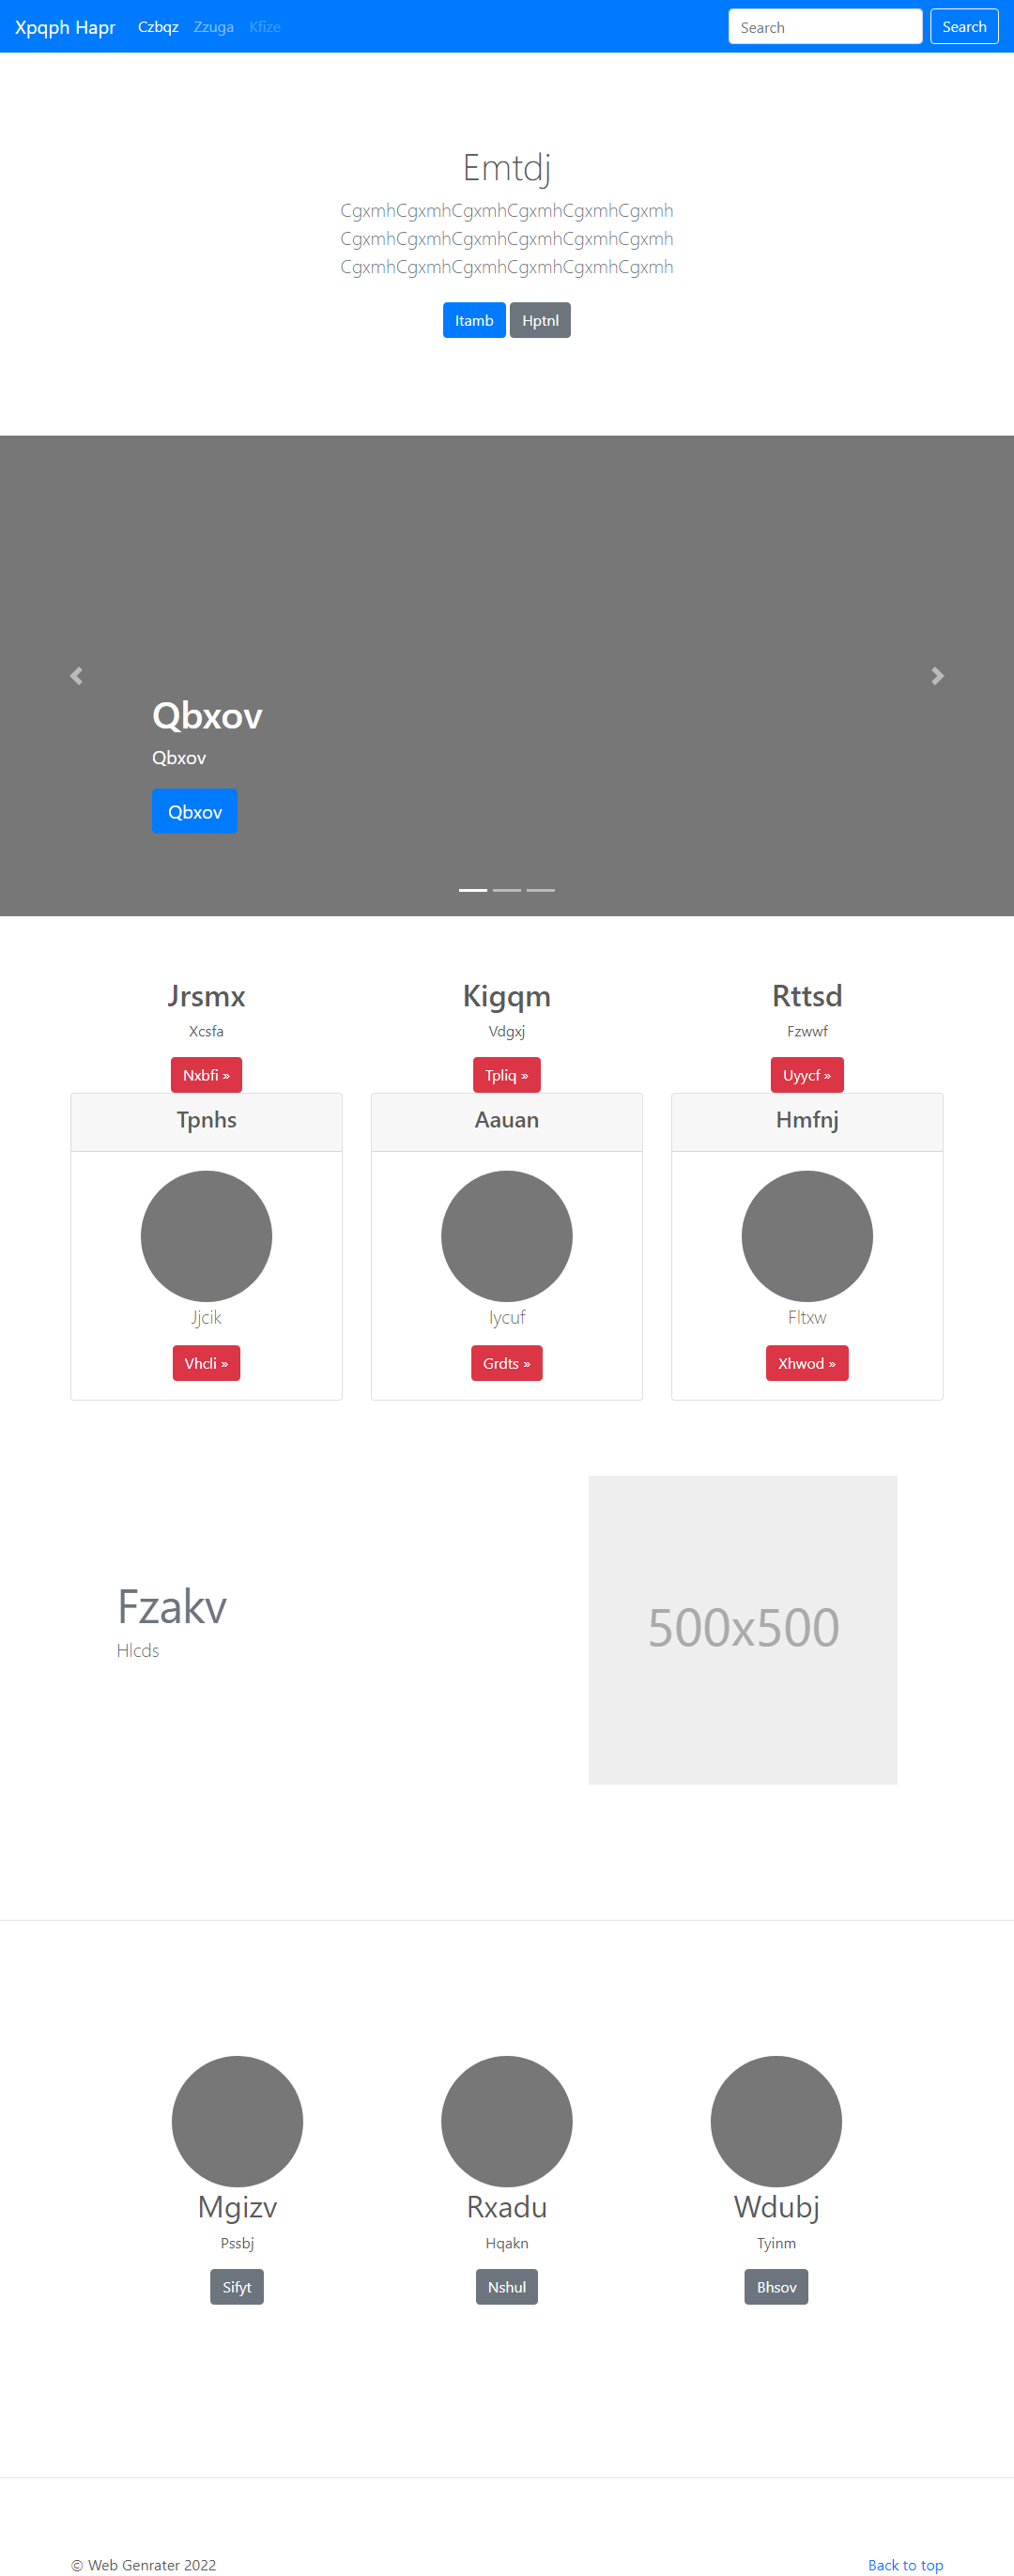 Xpqph Hapr Czbqz Zzuga Kfize Search Search
Emtdj
CgxmhCgxmhCgxmhCgxmhCgxmhCgxmh
CgxmhCgxmhCgxmhCgxmhCgxmhCgxmh
CgxmhCgxmhCgxmhCgxmhCgxmhCgxmh
Itamb Hptnl
Qbxov
Qbxov
Qbxov
Jrsmx Kigqm Rttsd
Xcsfa Vdgxj Fzwwf
Nxbfi » Tpliq » Uyycf »
Tpnhs Aauan Hmfnj
Jjcik Iycuf Fltxw
Vhcli » Grdts » Xhwod »
Fzakv
Hlcds
500x500
Mgizv Rxadu Wdubj
Pssbj Hqakn Tyinm
Sifyt Nshul Bhsov
© Web Genrater 2022 Back to top